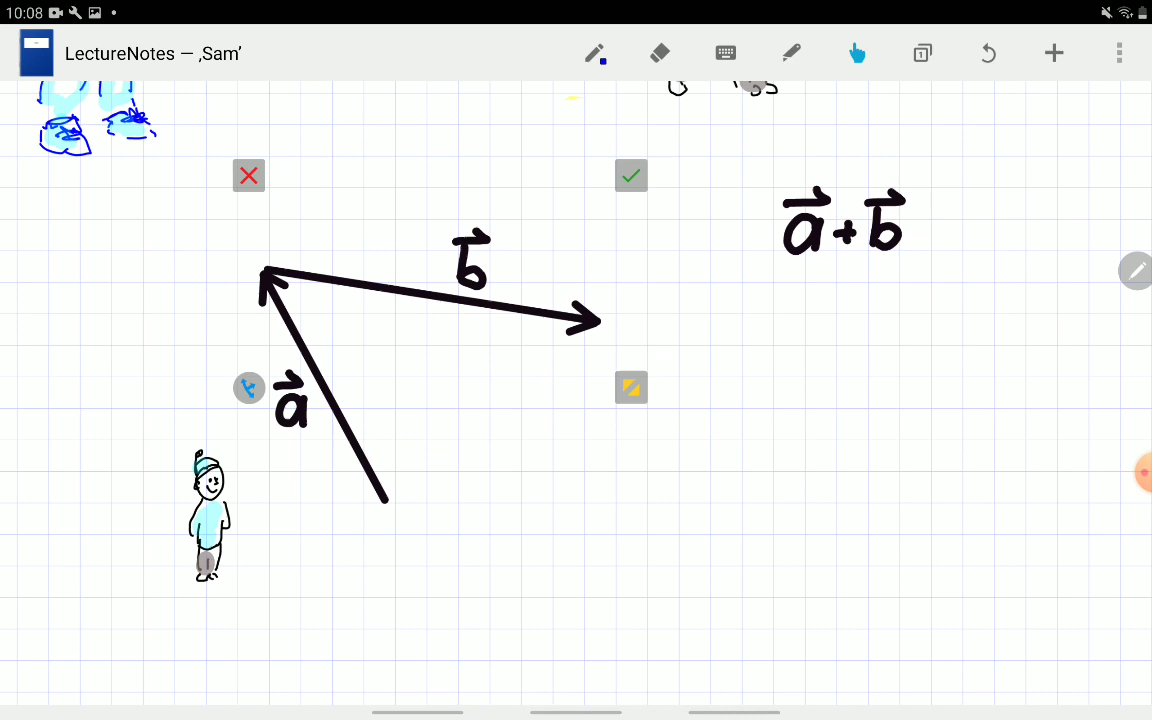 10:08
LectureNotes — ‚Sam’
a⃗ + b⃗
b⃗
a⃗